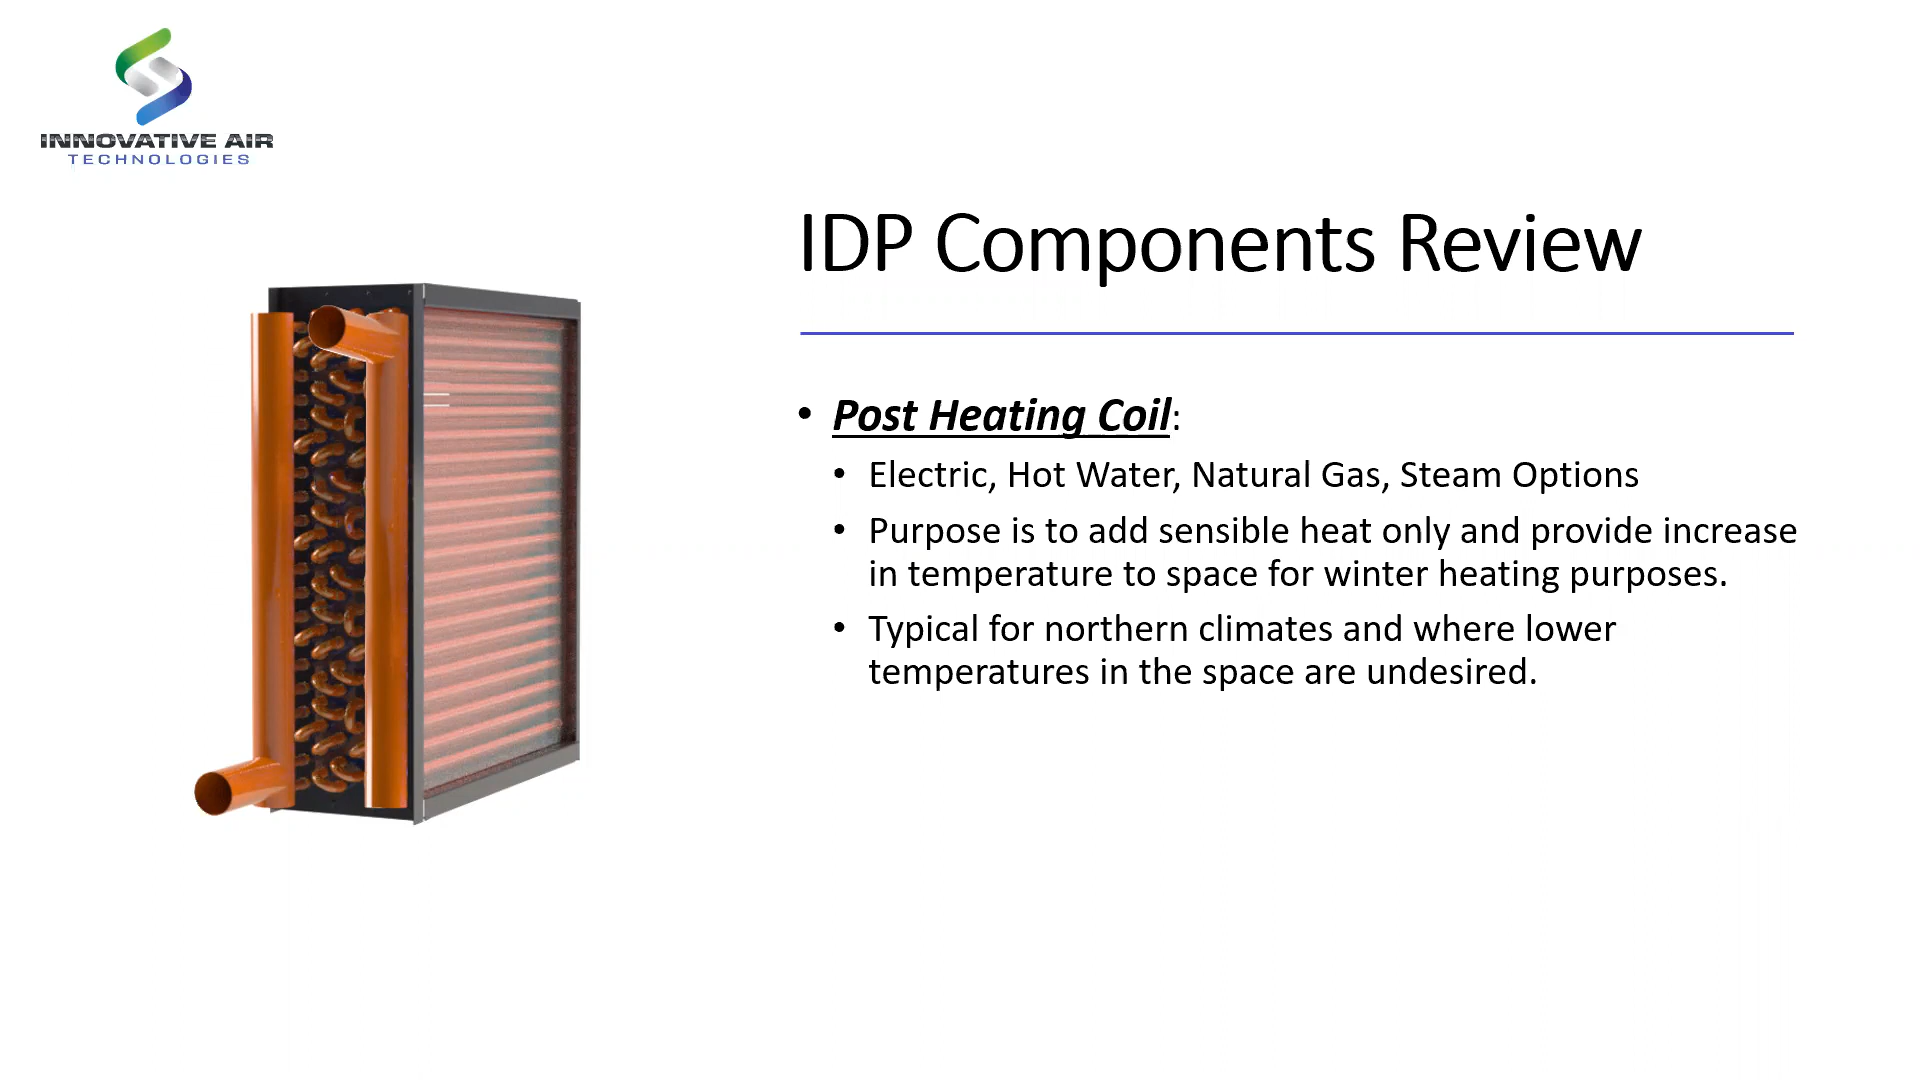 INNOVATIVE AIR
TECHNOLOGIES
IDP Components Review
• Post Heating Coil:
• Electric, Hot Water, Natural Gas, Steam Options
• Purpose is to add sensible heat only and provide increase
in temperature to space for winter heating purposes.
• Typical for northern climates and where lower
temperatures in the space are undesired.